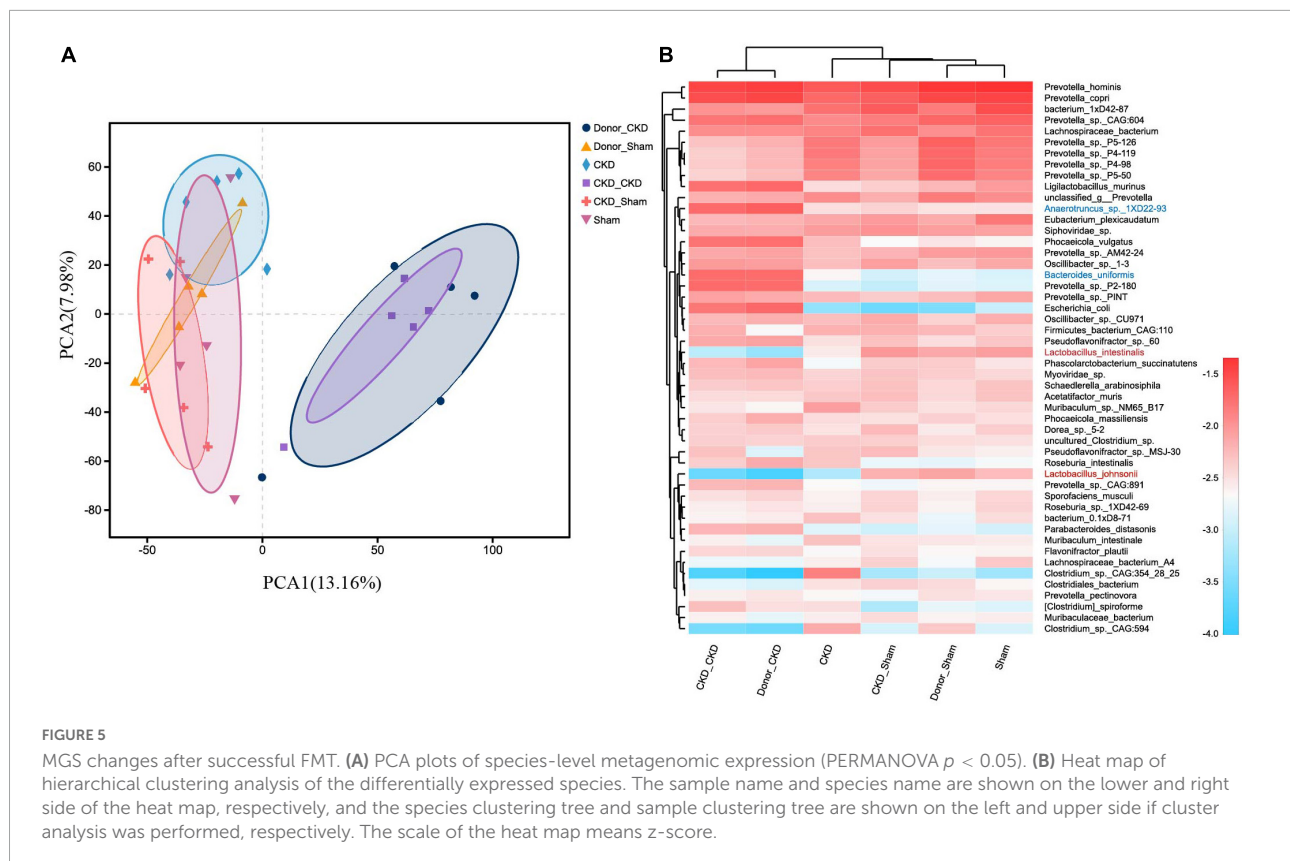 A
PCA2(7.98%)
60
40
20
0
-20
-40
-60
-80
-50
0
50
100
PCA1(13.16%)
Donor_CKD
Donor_Sham
CKD
CKD_CKD
CKD_Sham
Sham
B
Prevotella_hominis
Prevotella_copri
bacterium_1xD42-87
Prevotella_sp._CAG:604
Lachnospiraceae_bacterium
Prevotella_sp._P5-126
Prevotella_sp._P4-119
Prevotella_sp._P4-98
Prevotella_sp._P5-50
Ligilactobacillus_murinus
unclassified_g__Prevotella
Anaerotruncus_sp._1XD22-93
Eubacterium_plexicaudatum
Siphoviridae_sp.
Phocaeicola_vulgatus
Prevotella_sp._AM42-24
Oscillibacter_sp._1-3
Bacteroides_uniformis
Prevotella_sp._P2-180
Prevotella_sp._PINT
Escherichia_coli
Oscillibacter_sp._CU971
Firmicutes_bacterium_CAG:110
Pseudoflavonifractor_sp._60
Lactobacillus_intestinalis
Phascolarctobacterium_succinatutens
Myoviridae_sp.
Schaedlerella_arabinosiphila
Acetatifactor_muris
Muribaculum_sp._NM65_B17
Phocaeicola_massiliensis
Dorea_sp._5-2
uncultured_Clostridium_sp.
Pseudoflavonifractor_sp._MSJ-30
Roseburia_intestinalis
Lactobacillus_johnsonii
Prevotella_sp._CAG:891
Sporofaciens_musculi
Roseburia_sp._1XD42-69
bacterium_0.1xD8-71
Parabacteroides_distasonis
Muribaculum_intestinale
Flavonifractor_plautii
Lachnospiraceae_bacterium_A4
Clostridium_sp._CAG:354_28_25
Clostridiales_bacterium
Prevotella_pectinovora
[Clostridium]_spiroforme
Muribaculaceae_bacterium
Clostridium_sp._CAG:594
-1.5
-2.0
-2.5
-3.0
-3.5
-4.0
CKD_CKD
Donor_CKD
CKD
CKD_Sham
Donor_Sham
Sham
FIGURE 5
MGS changes after successful FMT. (A) PCA plots of species-level metagenomic expression (PERMANOVA p < 0.05). (B) Heat map of
hierarchical clustering analysis of the differentially expressed species. The sample name and species name are shown on the lower and right
side of the heat map, respectively, and the species clustering tree and sample clustering tree are shown on the left and upper side if cluster
analysis was performed, respectively. The scale of the heat map means z-score.